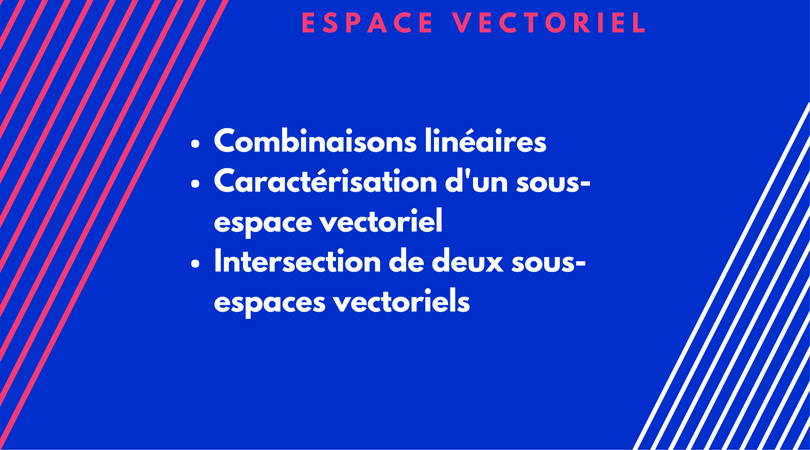 ESPACE VECTORIEL
• Combinaisons linéaires
• Caractérisation d'un sous-
espace vectoriel
• Intersection de deux sous-
espaces vectoriels